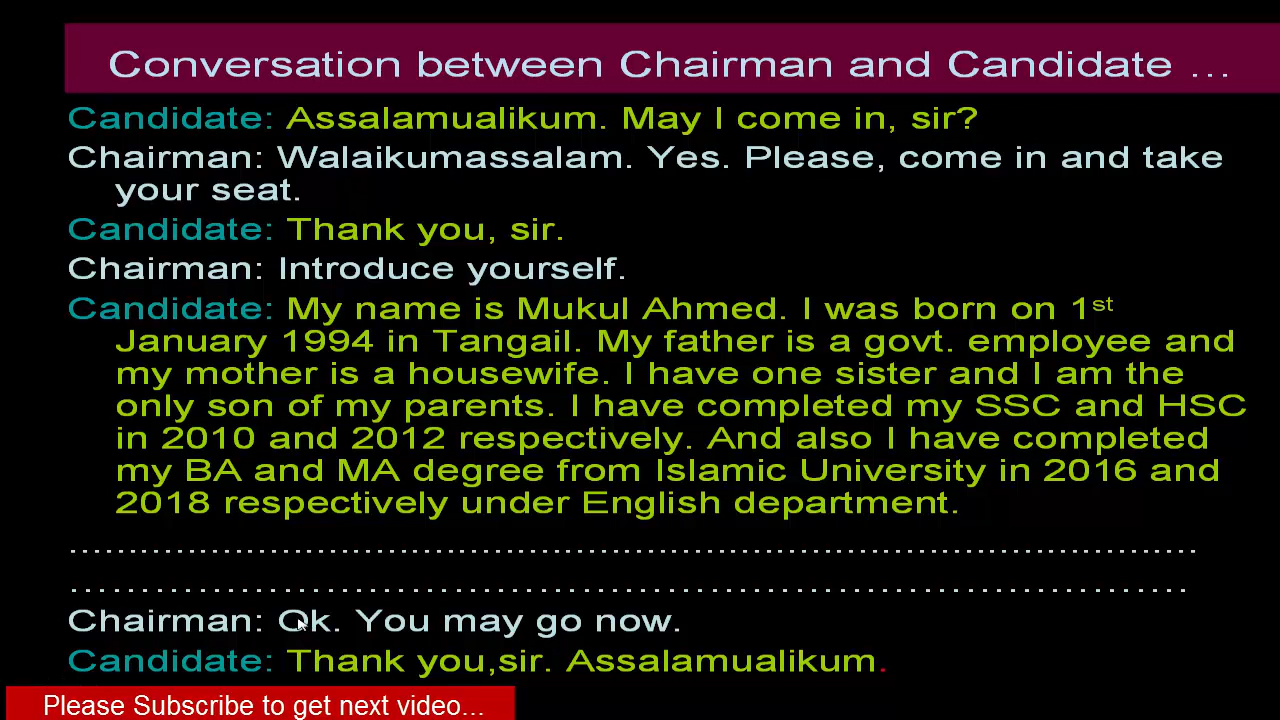 Conversation between Chairman and Candidate ...
Candidate: Assalamualikum. May I come in, sir?
Chairman: Walaikumassalam. Yes. Please, come in and take
your seat.
Candidate: Thank you, sir.
Chairman: Introduce yourself.
Candidate: My name is Mukul Ahmed. I was born on 1st
January 1994 in Tangail. My father is a govt. employee and
my mother is a housewife. I have one sister and I am the
only son of my parents. I have completed my SSC and HSC
in 2010 and 2012 respectively. And also I have completed
my BA and MA degree from Islamic University in 2016 and
2018 respectively under English department.
................................................................................................
............................................................................
Chairman: Ok. You may go now.
Candidate: Thank you,sir. Assalamualikum.
Please Subscribe to get next video...